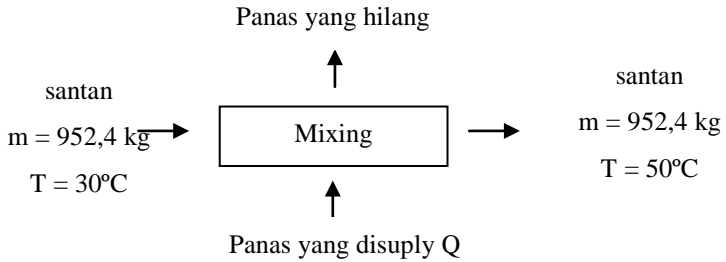 Panas yang hilang
santan
m = 952,4 kg
T = 30ºC
Mixing
santan
m = 952,4 kg
T = 50ºC
Panas yang disuply Q